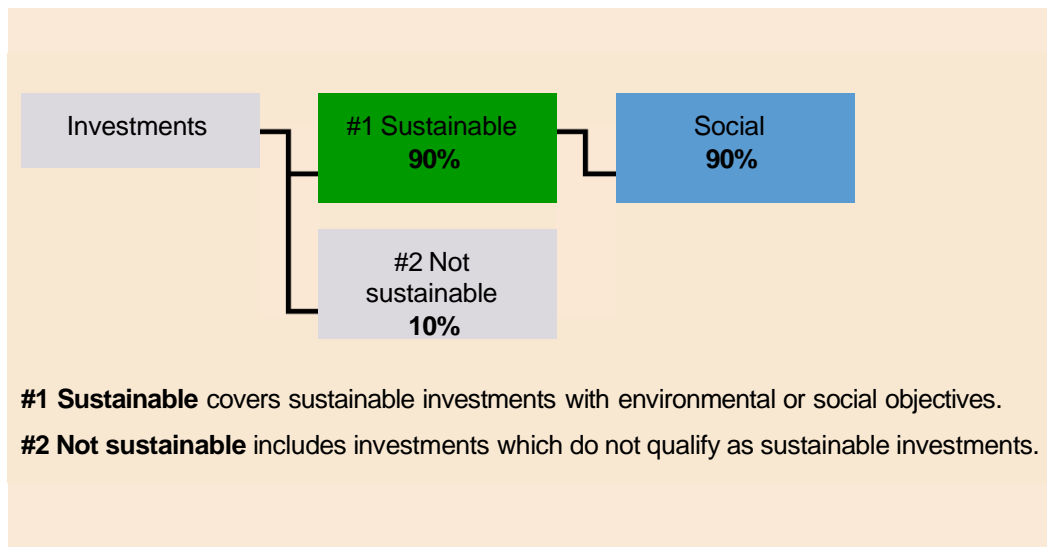 Investments
#1 Sustainable
90%
Social
90%
#2 Not
sustainable
10%
#1 Sustainable covers sustainable investments with environmental or social objectives.
#2 Not sustainable includes investments which do not qualify as sustainable investments.